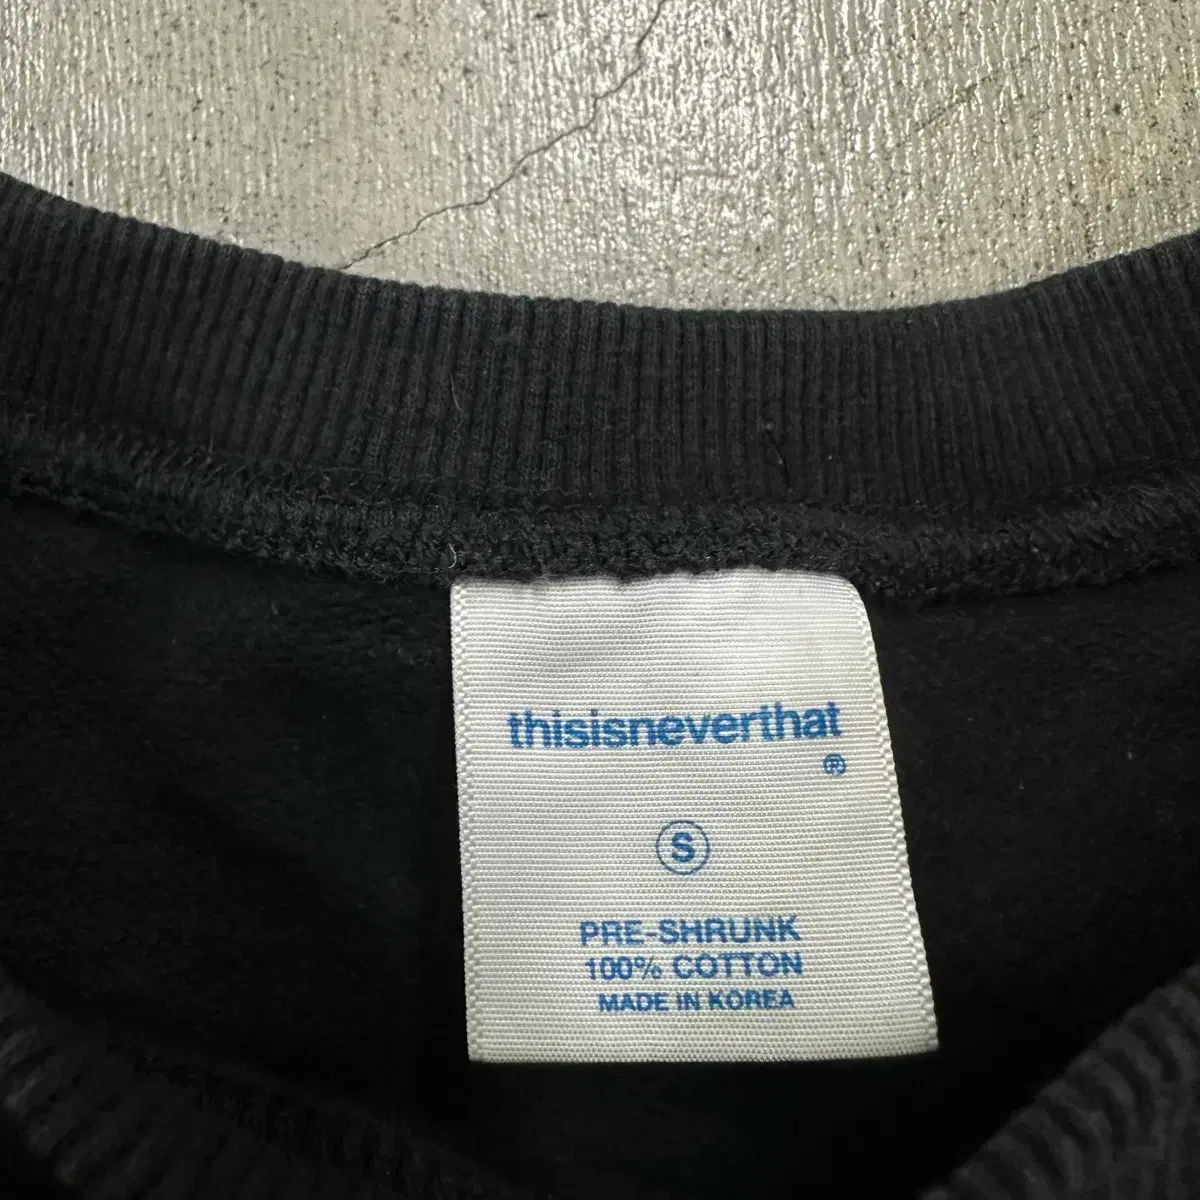 thisisneverthat
®
S
PRE-SHRUNK
100% COTTON
MADE IN KOREA